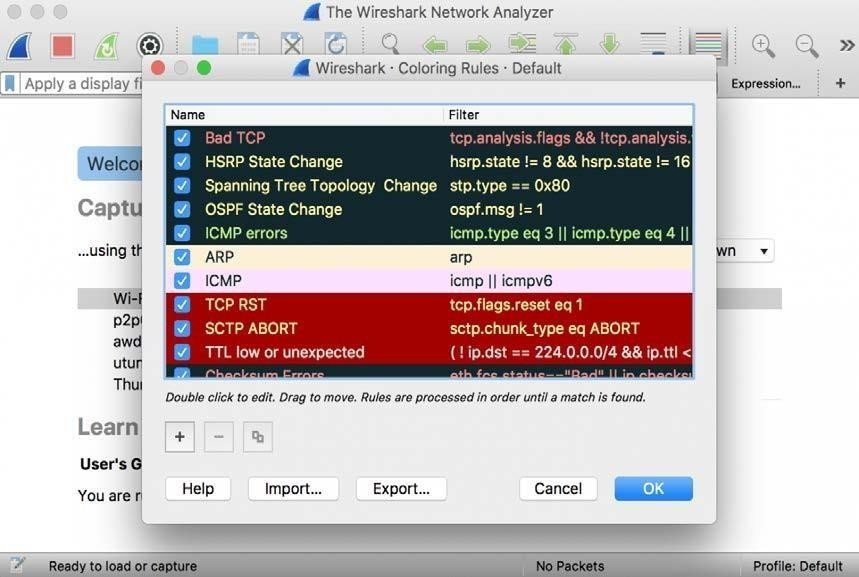 The Wireshark Network Analyzer
Wireshark · Coloring Rules · Default
Apply a display fi
Expression...
+
Name Filter
Bad TCP tcp.analysis.flags && !tcp.analysis.
HSRP State Change hsrp.state != 8 && hsrp.state != 16
Spanning Tree Topology Change stp.type == 0x80
OSPF State Change ospf.msg != 1
ICMP errors icmp.type eq 3 || icmp.type eq 4 ||
ARP arp
ICMP icmp || icmpv6
TCP RST tcp.flags.reset eq 1
SCTP ABORT sctp.chunk_type eq ABORT
TTL low or unexpected ( ! ip.dst == 224.0.0.0/4 && ip.ttl <
Checksum Errors eth.fcs.status=="Bad" || ip.checksu
Welco
Captu
...using th
wn
Wi-F
p2p
awd
utun
Thu
Double click to edit. Drag to move. Rules are processed in order until a match is found.
+ −
Learn
User's G
You are r
Help Import... Export... Cancel OK
Ready to load or capture No Packets Profile: Default